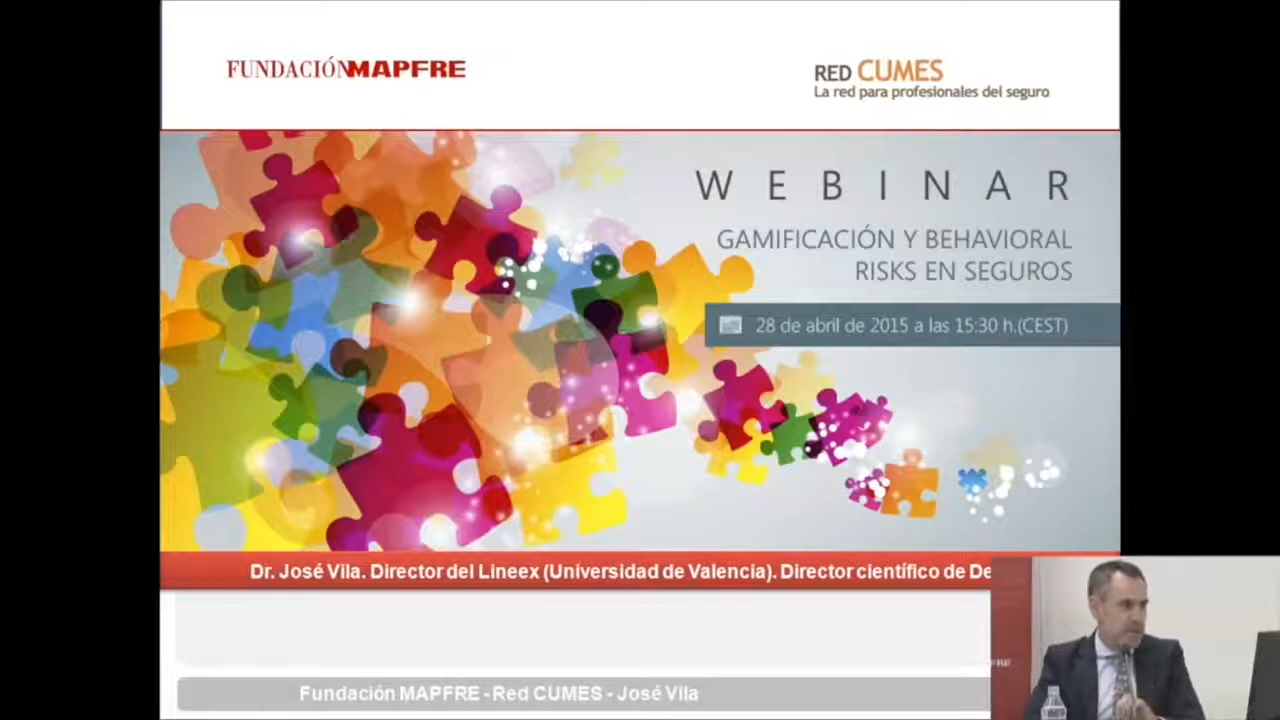 FUNDACIÓNMAPFRE
RED CUMES
La red para profesionales del seguro
WEBINAR
GAMIFICACIÓN Y BEHAVIORAL
RISKS EN SEGUROS
28 de abril de 2015 a las 15:30 h.(CEST)
Dr. José Vila. Director del Lineex (Universidad de Valencia). Director científico de De
FRE
Fundación MAPFRE - Red CUMES - José Vila